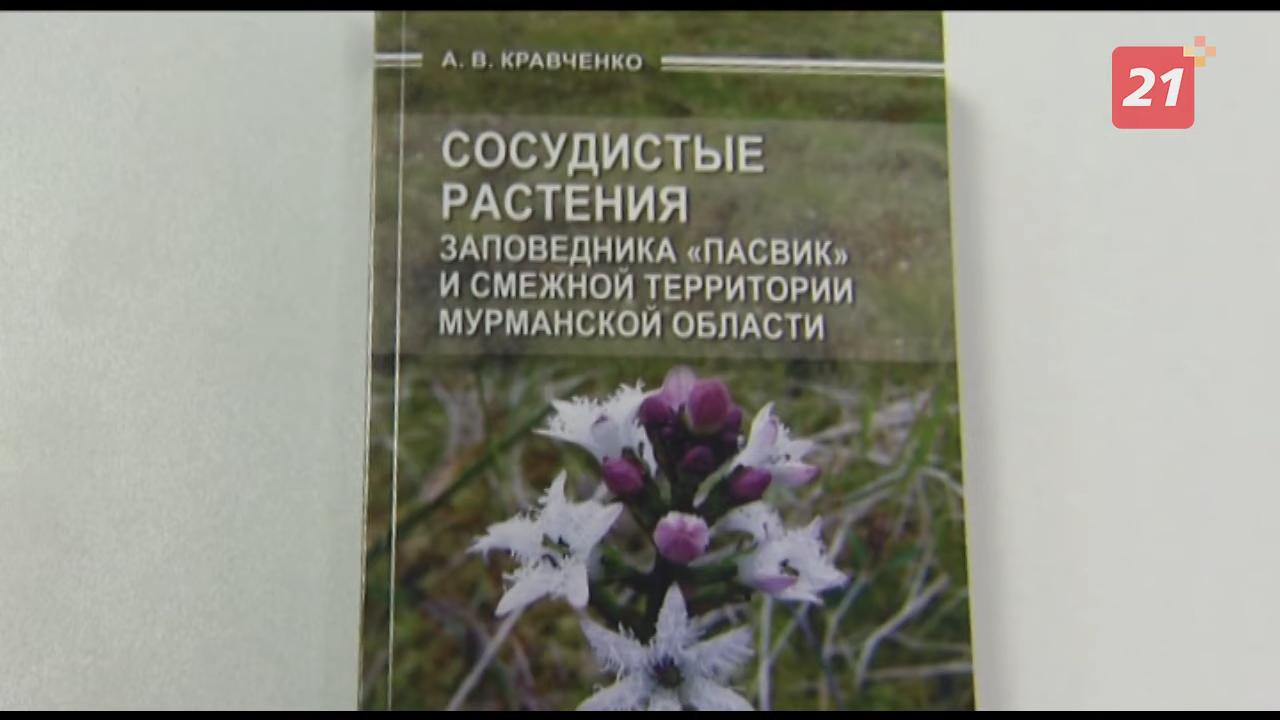 А. В. КРАВЧЕНКО
21
СОСУДИСТЫЕ
РАСТЕНИЯ
ЗАПОВЕДНИКА «ПАСВИК»
И СМЕЖНОЙ ТЕРРИТОРИИ
МУРМАНСКОЙ ОБЛАСТИ